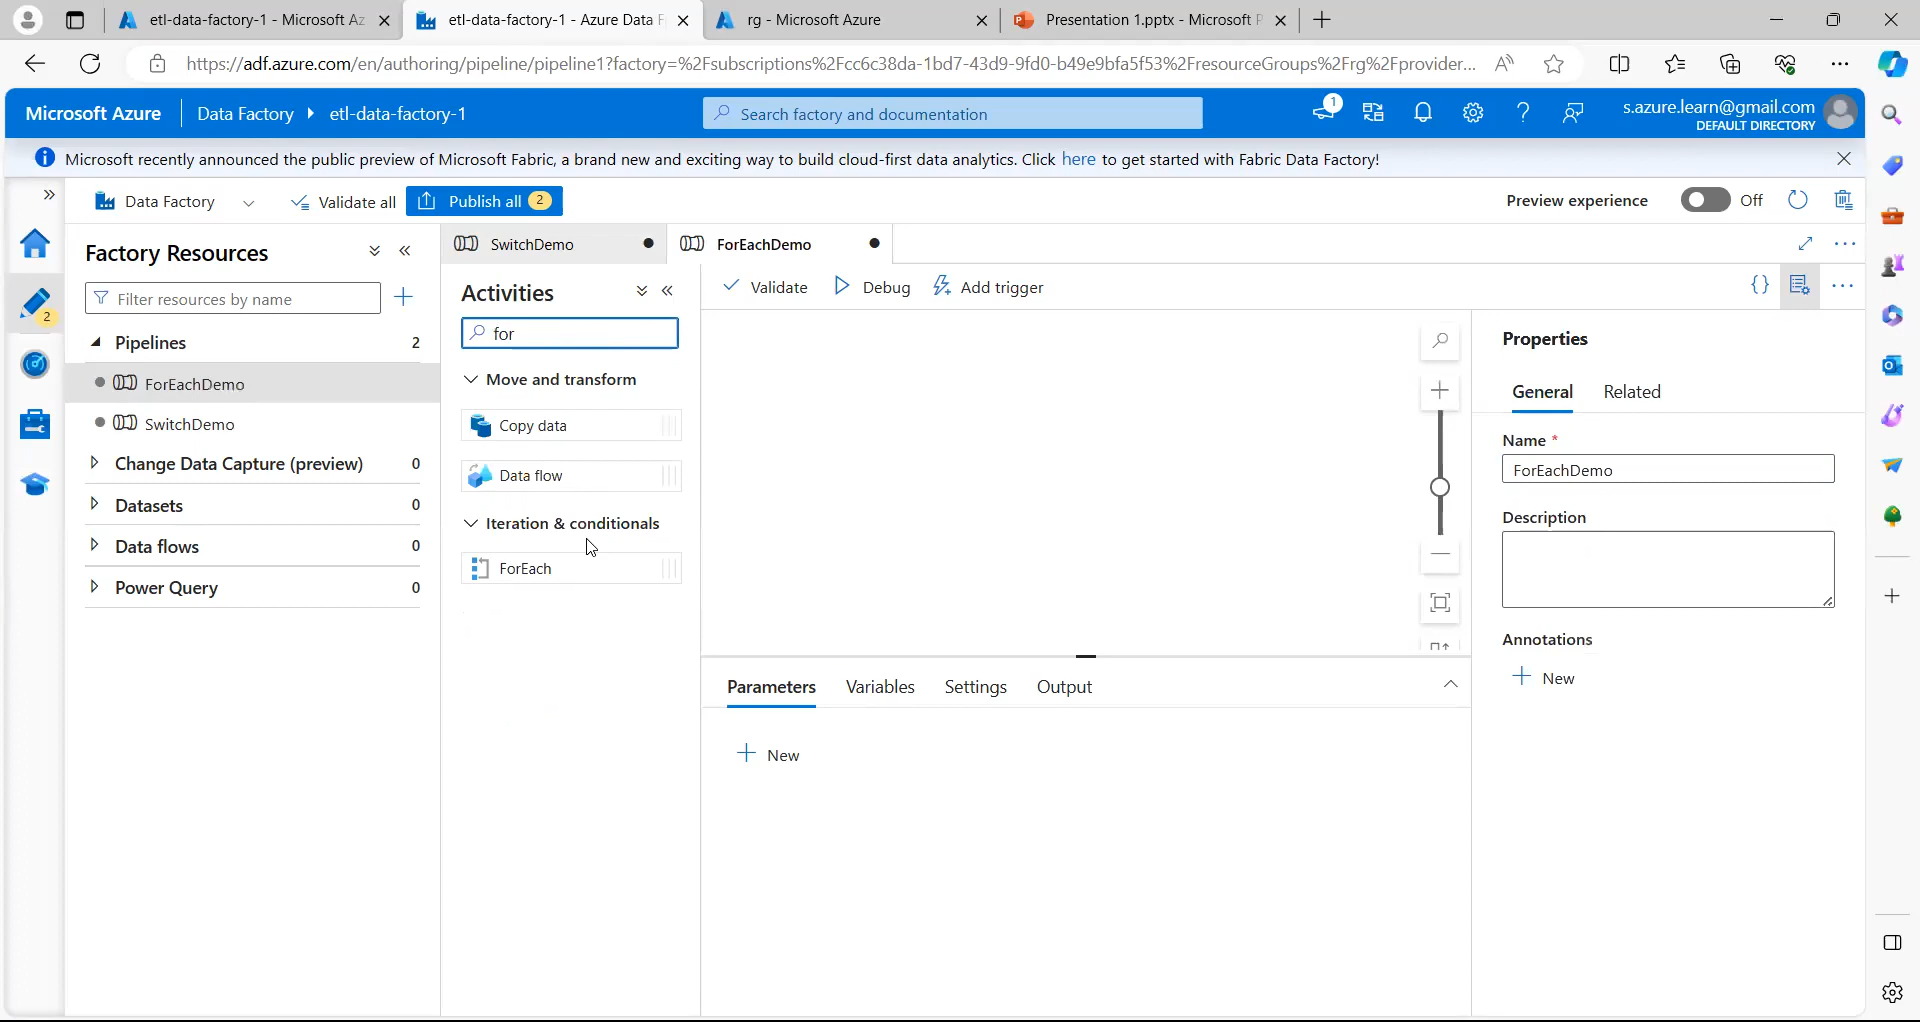 etl-data-factory-1 - Microsoft Az
etl-data-factory-1 - Azure Data F
rg - Microsoft Azure
Presentation 1.pptx - Microsoft P
https://adf.azure.com/en/authoring/pipeline/pipeline1?factory=%2Fsubscriptions%2Fcc6c38da-1bd7-43d9-9fd0-b49e9bfa5f53%2FresourceGroups%2Frg%2Fprovider...
Microsoft Azure
Data Factory
etl-data-factory-1
Search factory and documentation
1
s.azure.learn@gmail.com
DEFAULT DIRECTORY
Microsoft recently announced the public preview of Microsoft Fabric, a brand new and exciting way to build cloud-first data analytics. Click here to get started with Fabric Data Factory!
Data Factory
Validate all
Publish all 2
Preview experience
Off
Factory Resources
Filter resources by name
2
Pipelines 2
ForEachDemo
SwitchDemo
Change Data Capture (preview) 0
Datasets 0
Data flows 0
Power Query 0
SwitchDemo
ForEachDemo
Activities
for
Move and transform
Copy data
Data flow
Iteration & conditionals
ForEach
Validate
Debug
Add trigger
{}
Parameters
Variables
Settings
Output
New
Properties
General
Related
Name *
ForEachDemo
Description
Annotations
New